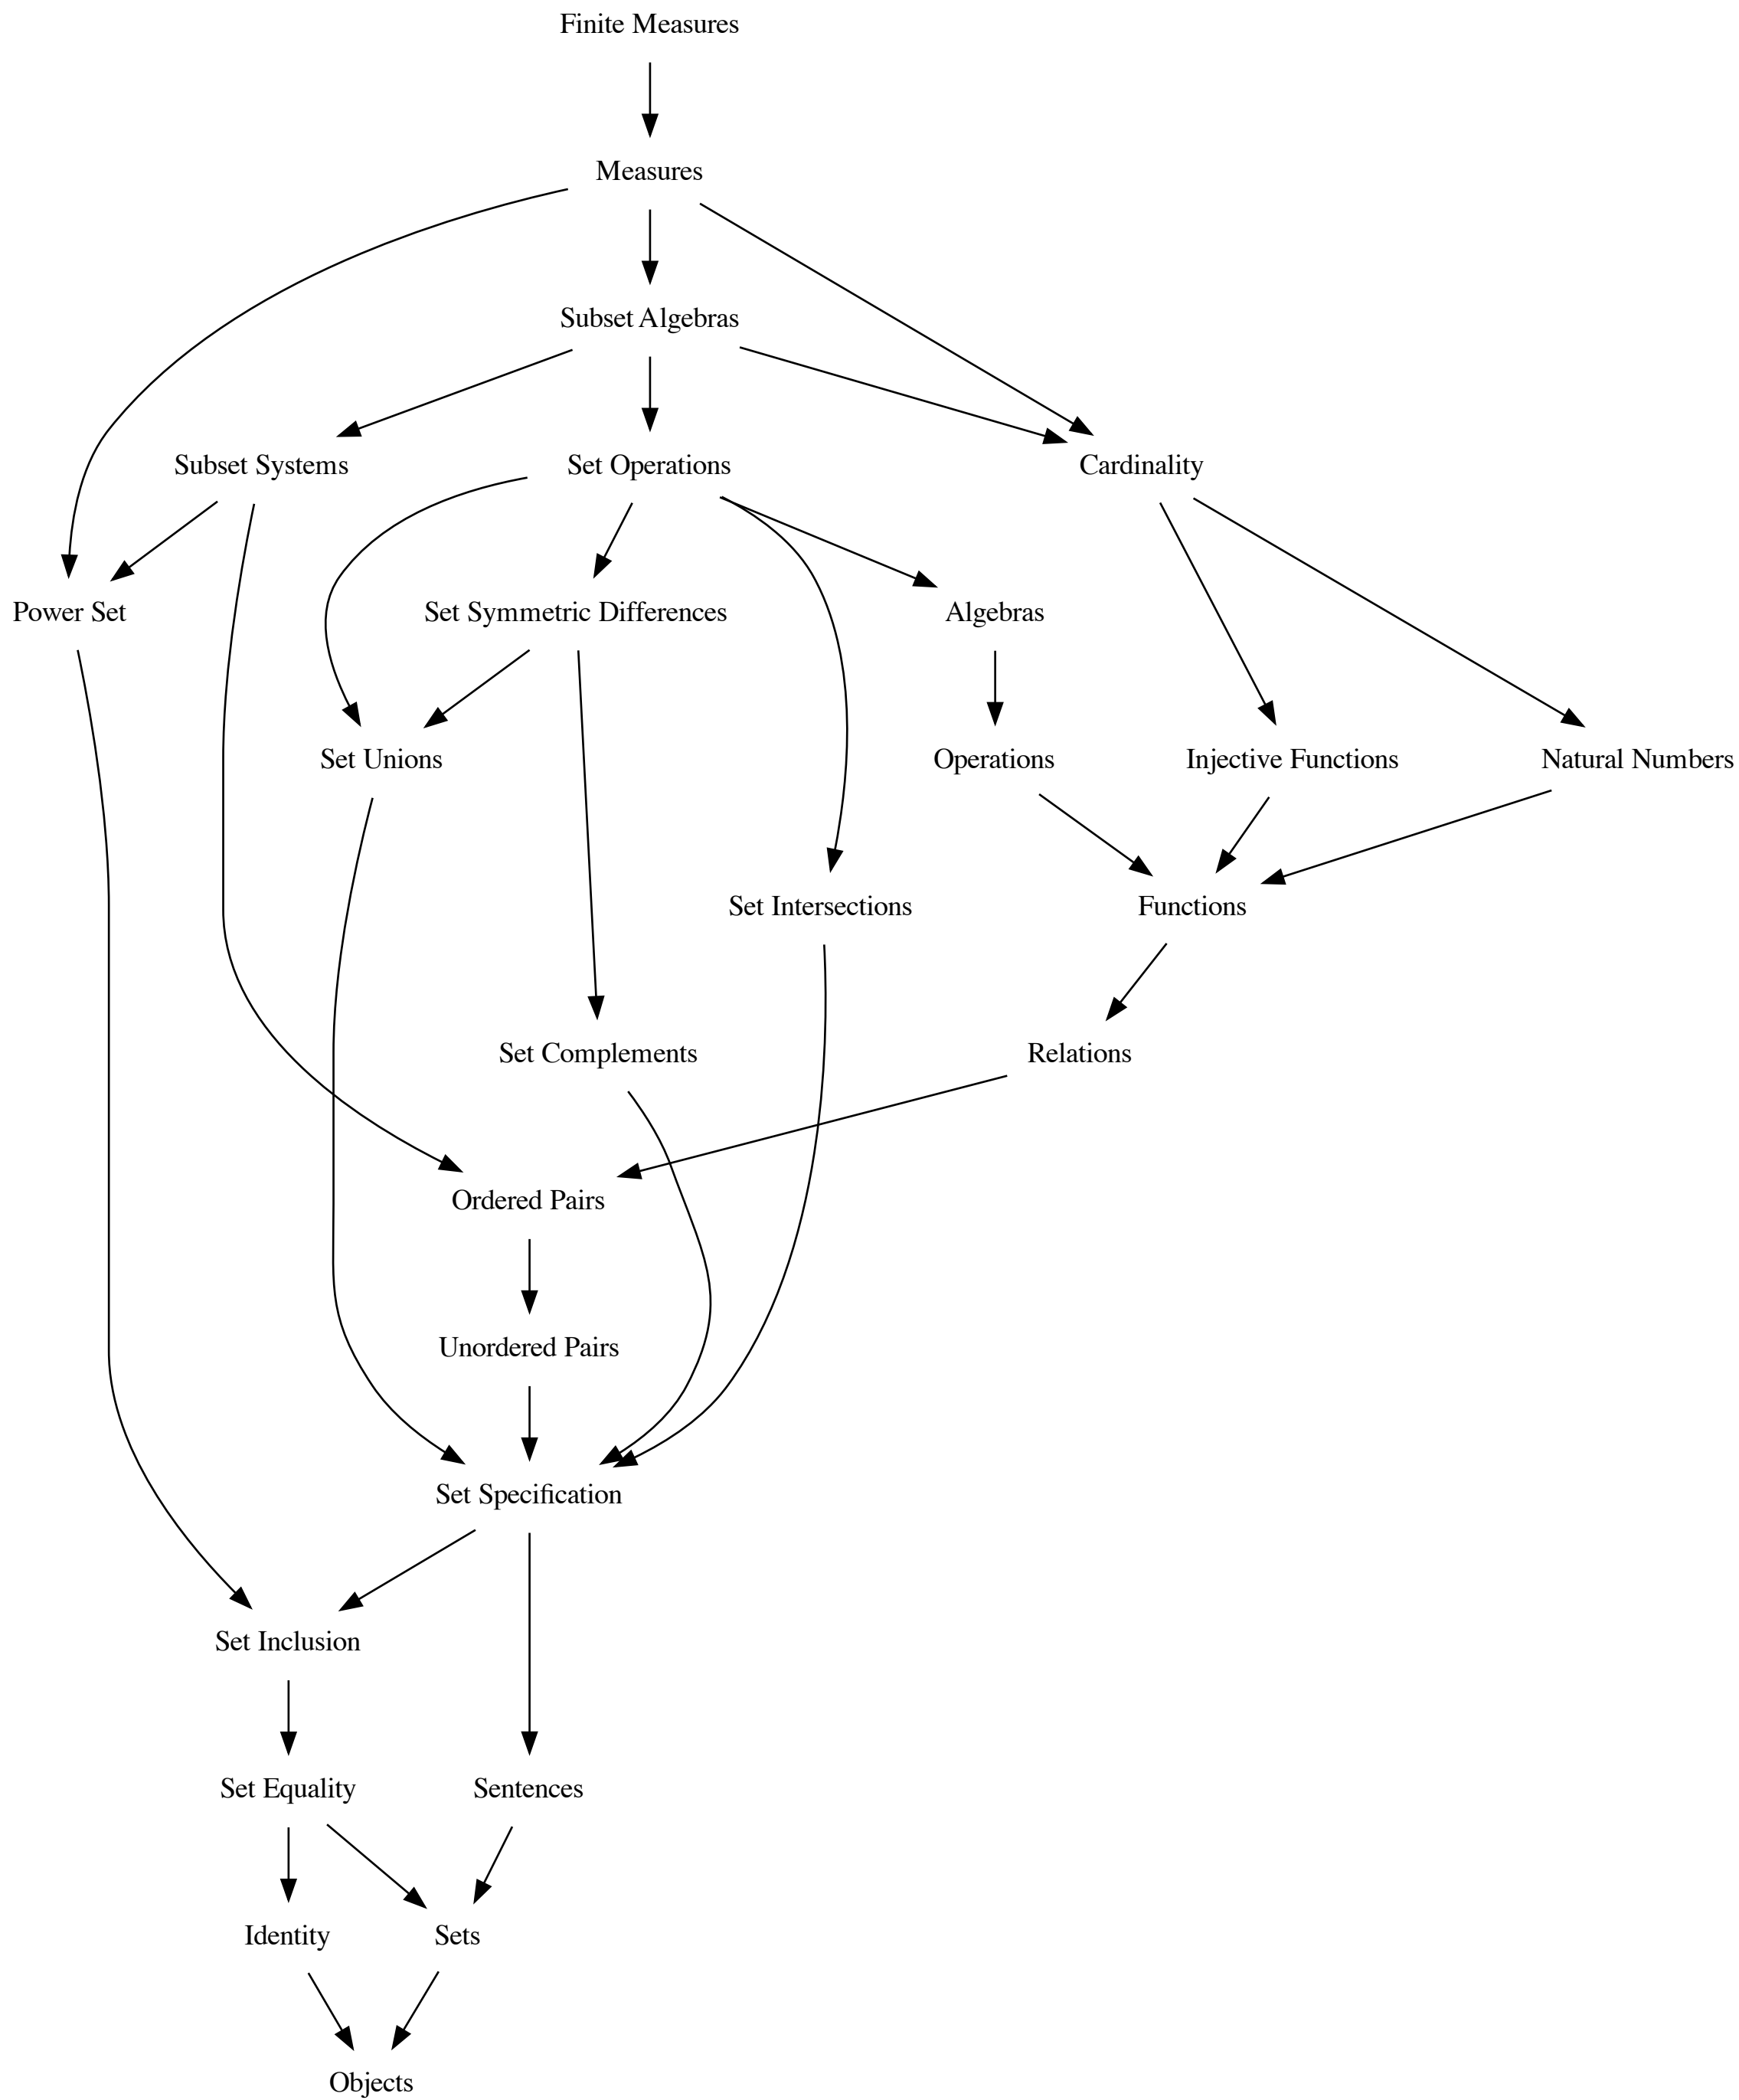 Finite Measures
Measures
Subset Algebras
Subset Systems
Set Operations
Cardinality
Power Set
Set Symmetric Differences
Algebras
Set Unions
Operations
Injective Functions
Natural Numbers
Set Intersections
Functions
Set Complements
Relations
Ordered Pairs
Unordered Pairs
Set Specification
Set Inclusion
Set Equality
Sentences
Identity
Sets
Objects